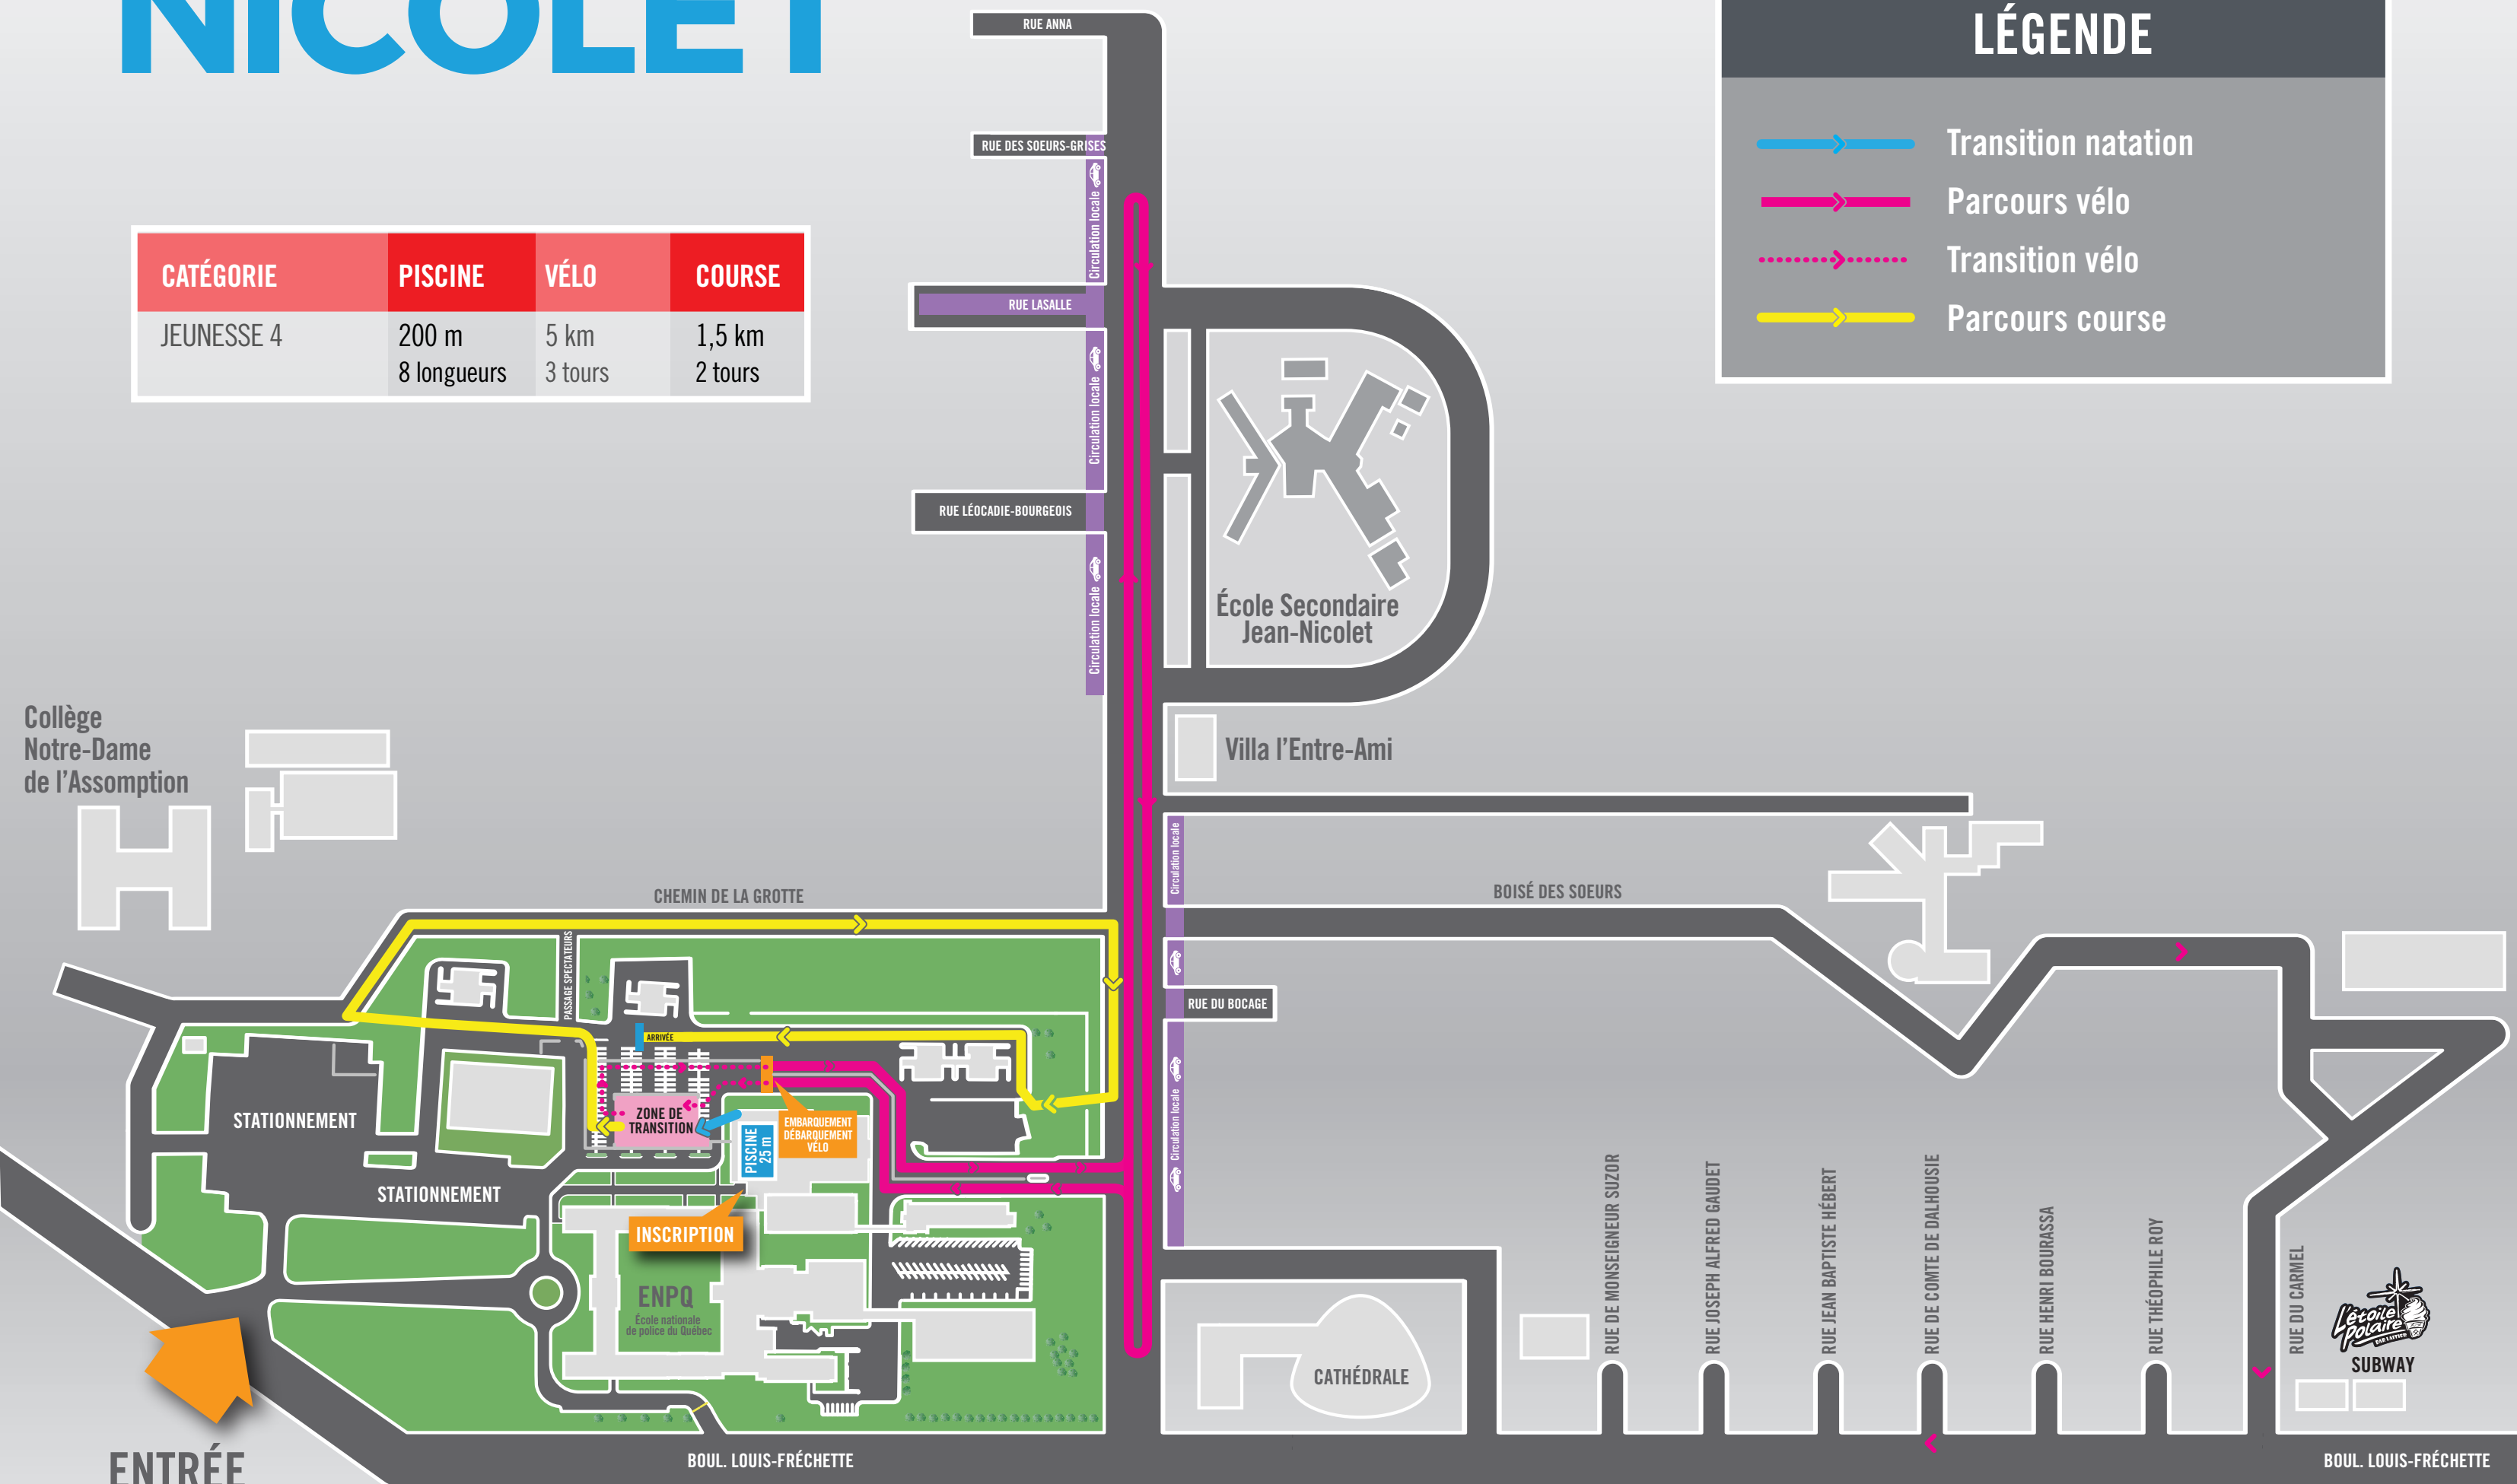 NICOLET
CATÉGORIE PISCINE VÉLO COURSE
JEUNESSE 4 200 m 5 km 1,5 km
8 longueurs 3 tours 2 tours
LÉGENDE
Transition natation
Parcours vélo
Transition vélo
Parcours course
RUE ANNA
RUE DES SOEURS-GRISES
Circulation locale
RUE LASALLE
Circulation locale
RUE LÉOCADIE-BOURGEOIS
Circulation locale
École Secondaire
Jean-Nicolet
Villa l'Entre-Ami
Collège
Notre-Dame
de l'Assomption
Circulation locale
BOISÉ DES SOEURS
CHEMIN DE LA GROTTE
PASSAGE SPECTATEURS
RUE DU BOCAGE
Circulation locale
ARRIVÉE
STATIONNEMENT
ZONE DE
TRANSITION
PISCINE
25 m
EMBARQUEMENT
DÉBARQUEMENT
VÉLO
STATIONNEMENT
INSCRIPTION
ENPQ
École nationale
de police du Québec
CATHÉDRALE
RUE DE MONSEIGNEUR SUZOR
RUE JOSEPH ALFRED GAUDET
RUE JEAN BAPTISTE HÉBERT
RUE DE COMTE DE DALHOUSIE
RUE HENRI BOURASSA
RUE THÉOPHILE ROY
RUE DU CARMEL
L'étoile
Polaire
BAR LAITIER
SUBWAY
ENTRÉE
BOUL. LOUIS-FRÉCHETTE
BOUL. LOUIS-FRÉCHETTE